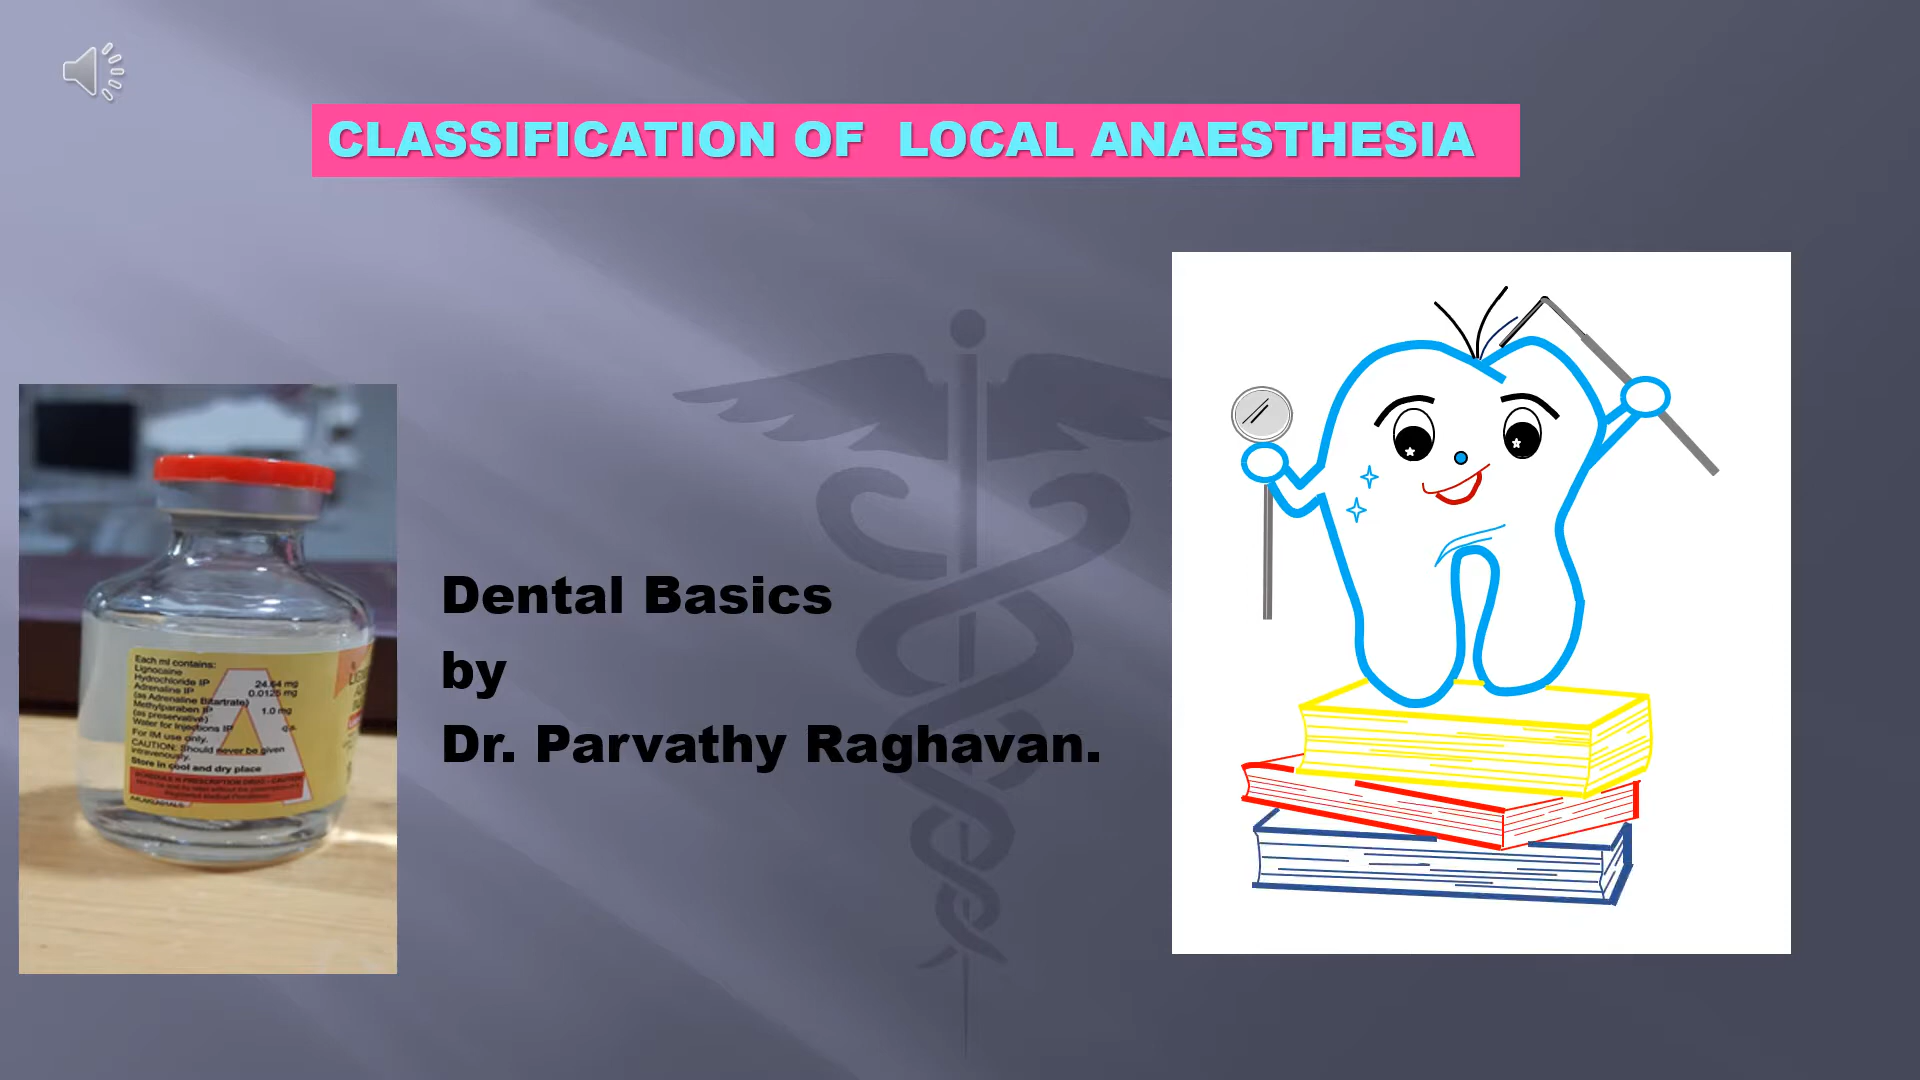 CLASSIFICATION OF LOCAL ANAESTHESIA
Dental Basics
by
Dr. Parvathy Raghavan.
Each ml contains:
Lignocaine
Hydrochloride IP 24.64 mg
Adrenaline IP 0.0125 mg
(as Adrenaline Bitartrate)
Methylparaben IP 1.0 mg
(as preservative)
Water for Injections IP q.s.
For IM use only.
CAUTION: Should never be given
intravenously.
Store in cool and dry place